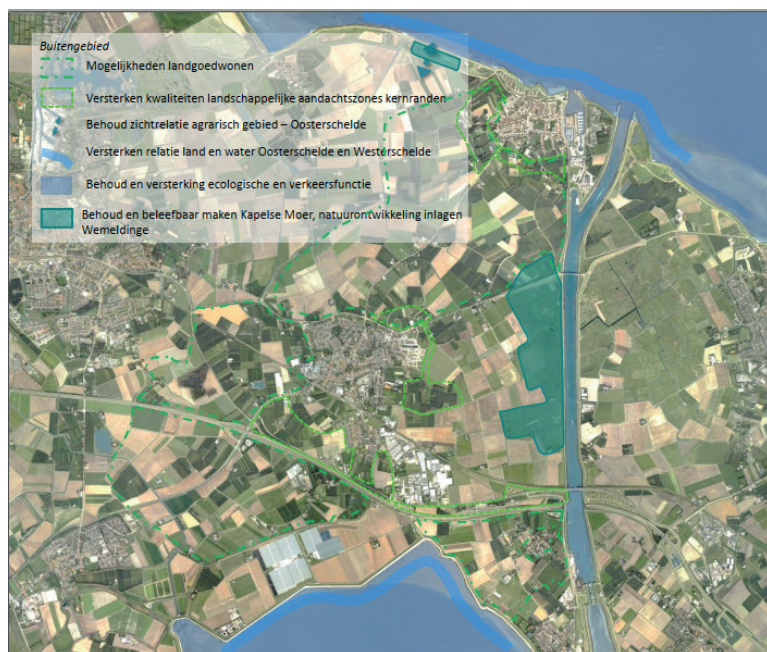 Buitengebied
Mogelijkheden landgoedwonen
Versterken kwaliteiten landschappelijke aandachtszones kernranden
Behoud zichtrelatie agrarisch gebied – Oosterschelde
Versterken relatie land en water Oosterschelde en Westerschelde
Behoud en versterking ecologische en verkeersfunctie
Behoud en beleefbaar maken Kapelse Moer, natuurontwikkeling inlagen
Wemeldinge